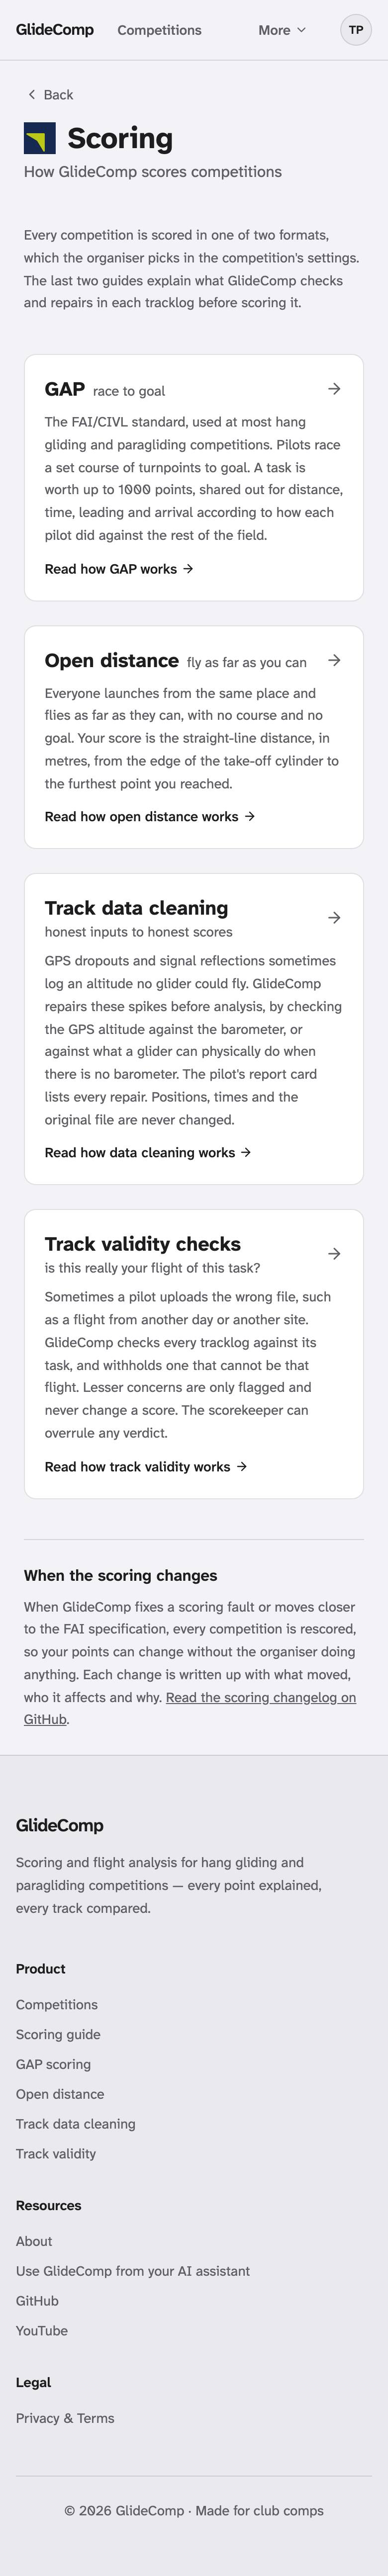 GlideComp
Competitions
More
TP
Back
Scoring
How GlideComp scores competitions
Every competition is scored in one of two formats,
which the organiser picks in the competition's settings.
The last two guides explain what GlideComp checks
and repairs in each tracklog before scoring it.
GAP race to goal
The FAI/CIVL standard, used at most hang
gliding and paragliding competitions. Pilots race
a set course of turnpoints to goal. A task is
worth up to 1000 points, shared out for distance,
time, leading and arrival according to how each
pilot did against the rest of the field.
Read how GAP works →
Open distance fly as far as you can
Everyone launches from the same place and
flies as far as they can, with no course and no
goal. Your score is the straight-line distance, in
metres, from the edge of the take-off cylinder to
the furthest point you reached.
Read how open distance works →
Track data cleaning
honest inputs to honest scores
GPS dropouts and signal reflections sometimes
log an altitude no glider could fly. GlideComp
repairs these spikes before analysis, by checking
the GPS altitude against the barometer, or
against what a glider can physically do when
there is no barometer. The pilot's report card
lists every repair. Positions, times and the
original file are never changed.
Read how data cleaning works →
Track validity checks
is this really your flight of this task?
Sometimes a pilot uploads the wrong file, such
as a flight from another day or another site.
GlideComp checks every tracklog against its
task, and withholds one that cannot be that
flight. Lesser concerns are only flagged and
never change a score. The scorekeeper can
overrule any verdict.
Read how track validity works →
When the scoring changes
When GlideComp fixes a scoring fault or moves closer
to the FAI specification, every competition is rescored,
so your points can change without the organiser doing
anything. Each change is written up with what moved,
who it affects and why. Read the scoring changelog on
GitHub.
GlideComp
Scoring and flight analysis for hang gliding and
paragliding competitions — every point explained,
every track compared.
Product
Competitions
Scoring guide
GAP scoring
Open distance
Track data cleaning
Track validity
Resources
About
Use GlideComp from your AI assistant
GitHub
YouTube
Legal
Privacy & Terms
© 2026 GlideComp · Made for club comps